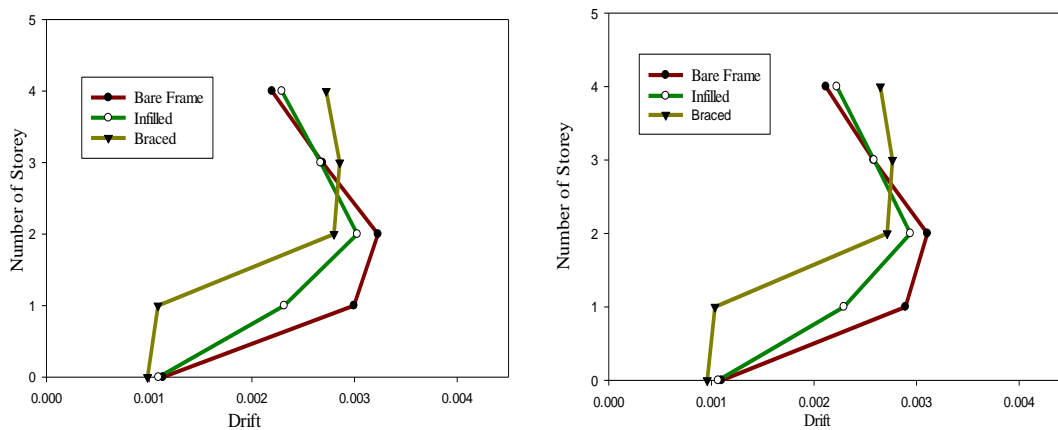 5
4
3
2
1
0
Number of Storey
Bare Frame
Infilled
Braced
0.000 0.001 0.002 0.003 0.004
Drift
5
4
3
2
1
0
Number of Storey
Bare Frame
Infilled
Braced
0.000 0.001 0.002 0.003 0.004
Drift